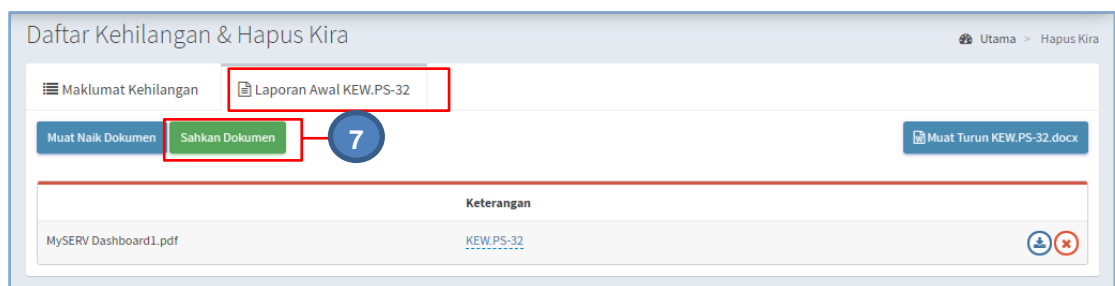 Daftar Kehilangan & Hapus Kira
Utama > Hapus Kira
Maklumat Kehilangan
Laporan Awal KEW.PS-32
Muat Naik Dokumen
Sahkan Dokumen
7
Muat Turun KEW.PS-32.docx
Keterangan
MySERV Dashboard1.pdf
KEW.PS-32